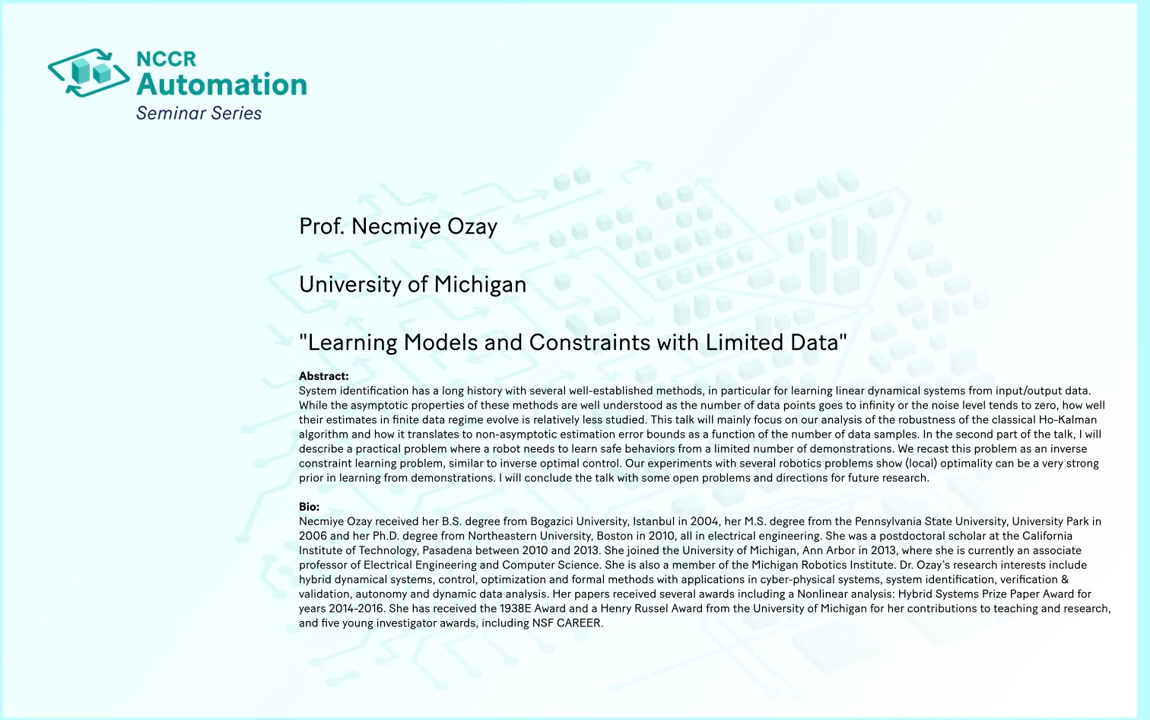 NCCR
Automation
Seminar Series
Prof. Necmiye Ozay
University of Michigan
"Learning Models and Constraints with Limited Data"
Abstract:
System identification has a long history with several well-established methods, in particular for learning linear dynamical systems from input/output data.
While the asymptotic properties of these methods are well understood as the number of data points goes to infinity or the noise level tends to zero, how well
their estimates in finite data regime evolve is relatively less studied. This talk will mainly focus on our analysis of the robustness of the classical Ho-Kalman
algorithm and how it translates to non-asymptotic estimation error bounds as a function of the number of data samples. In the second part of the talk, I will
describe a practical problem where a robot needs to learn safe behaviors from a limited number of demonstrations. We recast this problem as an inverse
constraint learning problem, similar to inverse optimal control. Our experiments with several robotics problems show (local) optimality can be a very strong
prior in learning from demonstrations. I will conclude the talk with some open problems and directions for future research.
Bio:
Necmiye Ozay received her B.S. degree from Bogazici University, Istanbul in 2004, her M.S. degree from the Pennsylvania State University, University Park in
2006 and her Ph.D. degree from Northeastern University, Boston in 2010, all in electrical engineering. She was a postdoctoral scholar at the California
Institute of Technology, Pasadena between 2010 and 2013. She joined the University of Michigan, Ann Arbor in 2013, where she is currently an associate
professor of Electrical Engineering and Computer Science. She is also a member of the Michigan Robotics Institute. Dr. Ozay's research interests include
hybrid dynamical systems, control, optimization and formal methods with applications in cyber-physical systems, system identification, verification &
validation, autonomy and dynamic data analysis. Her papers received several awards including a Nonlinear analysis: Hybrid Systems Prize Paper Award for
years 2014-2016. She has received the 1938E Award and a Henry Russel Award from the University of Michigan for her contributions to teaching and research,
and five young investigator awards, including NSF CAREER.